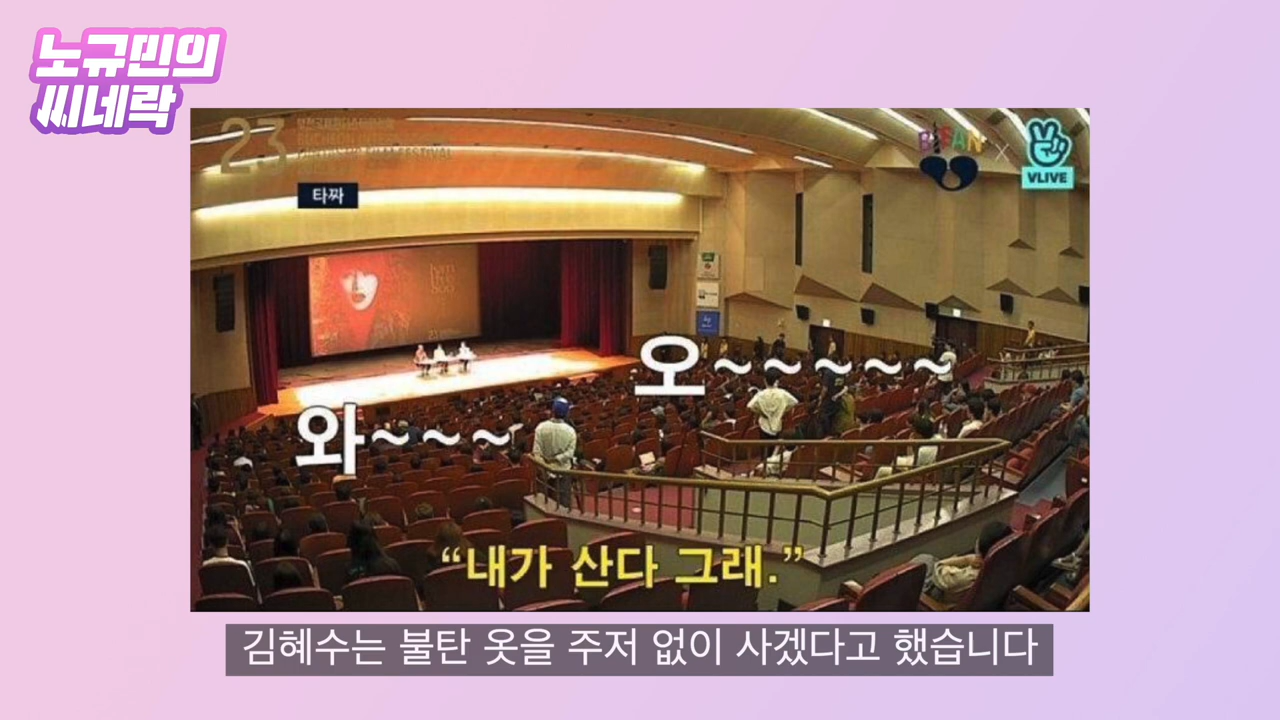 노규민의
씨네락
23
BIFAN
×
VLIVE
타짜
오~~~~~
와~~~
“내가 산다 그래.”
김혜수는 불탄 옷을 주저 없이 사겠다고 했습니다